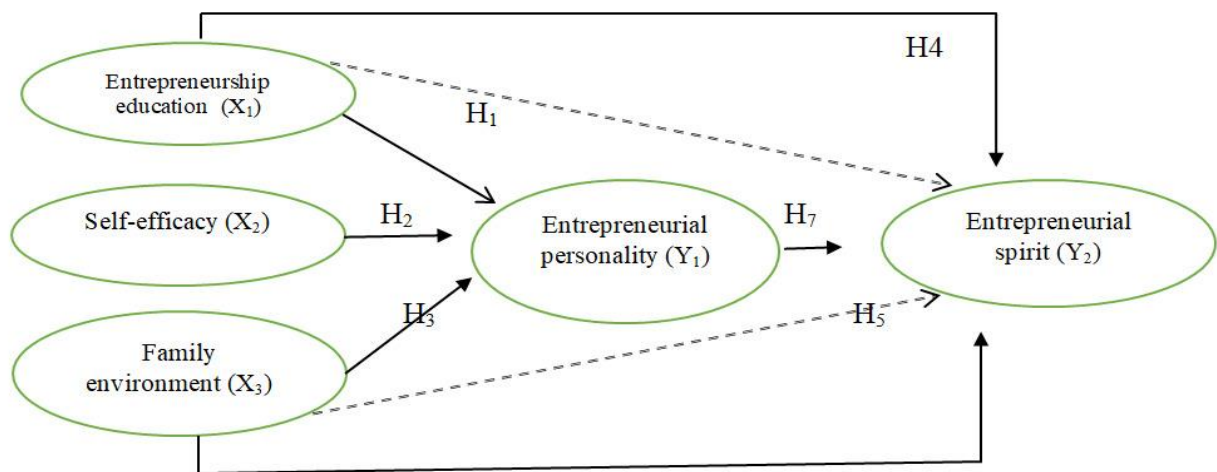 H4
Entrepreneurship
education (X₁)
H₁
Self-efficacy (X₂)
H₂
Entrepreneurial
personality (Y₁)
H₇
Entrepreneurial
spirit (Y₂)
H₃
H₅
Family
environment (X₃)